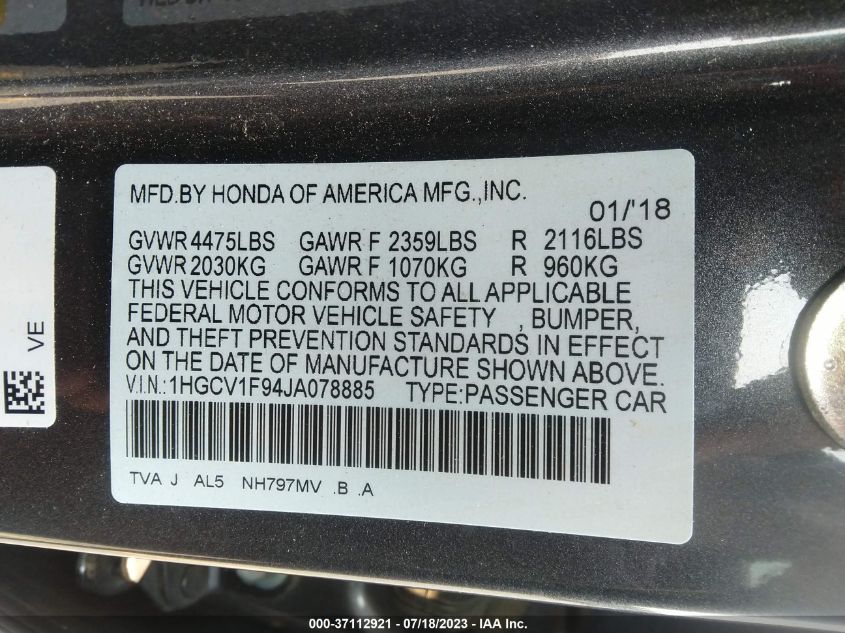 MFD.BY HONDA OF AMERICA MFG.,INC.
01/'18
GVWR 4475LBS GAWR F 2359LBS R 2116LBS
GVWR 2030KG GAWR F 1070KG R 960KG
THIS VEHICLE CONFORMS TO ALL APPLICABLE
FEDERAL MOTOR VEHICLE SAFETY , BUMPER,
AND THEFT PREVENTION STANDARDS IN EFFECT
ON THE DATE OF MANUFACTURE SHOWN ABOVE.
V.I.N.:1HGCV1F94JA078885 TYPE:PASSENGER CAR
TVA J AL5 NH797MV .B .A
VE
000-37112921 - 07/18/2023 - IAA Inc.